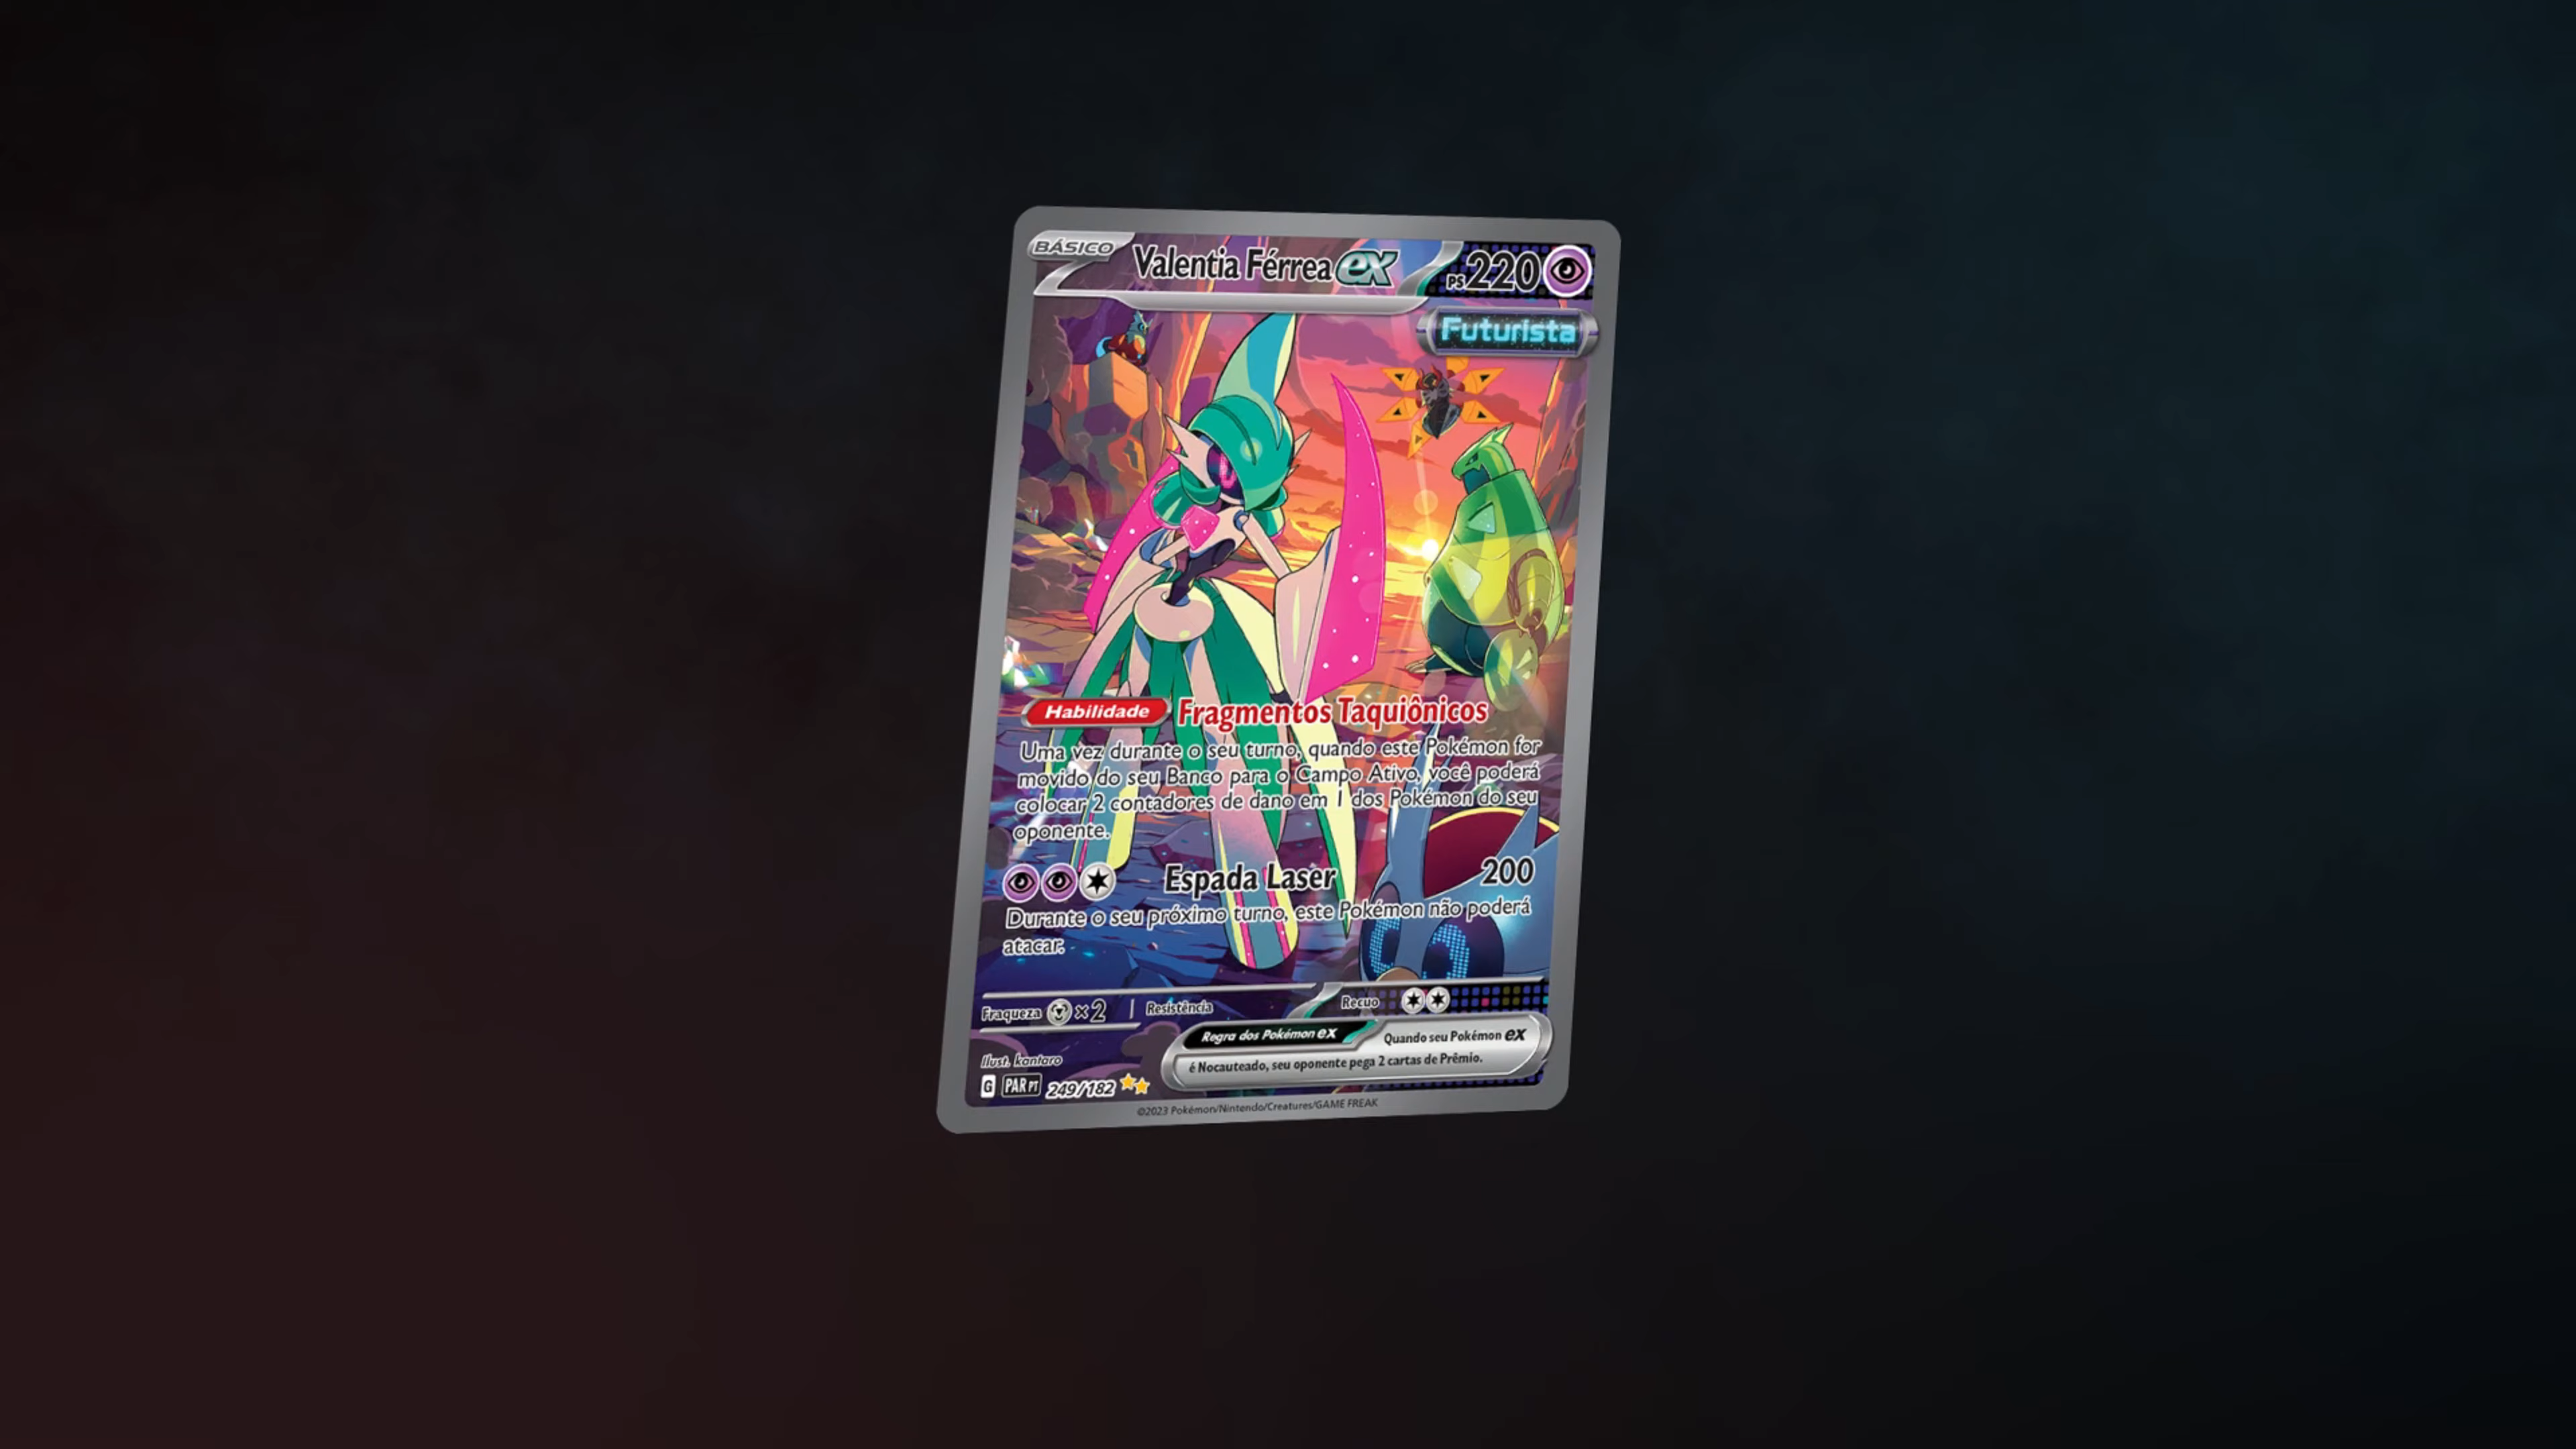 BÁSICO
Valentia Férrea ex
PS 220
Futurista
Habilidade Fragmentos Taquiônicos
Uma vez durante o seu turno, quando este Pokémon for
movido do seu Banco para o Campo Ativo, você poderá
colocar 2 contadores de dano em 1 dos Pokémon do seu
oponente.
Espada Laser 200
Durante o seu próximo turno, este Pokémon não poderá
atacar.
Fraqueza ×2 Resistência
Recuo
Regra dos Pokémon ex Quando seu Pokémon ex
é Nocauteado, seu oponente pega 2 cartas de Prêmio.
Ilust. kantaro
G PAR PT 249/182
©2023 Pokémon/Nintendo/Creatures/GAME FREAK